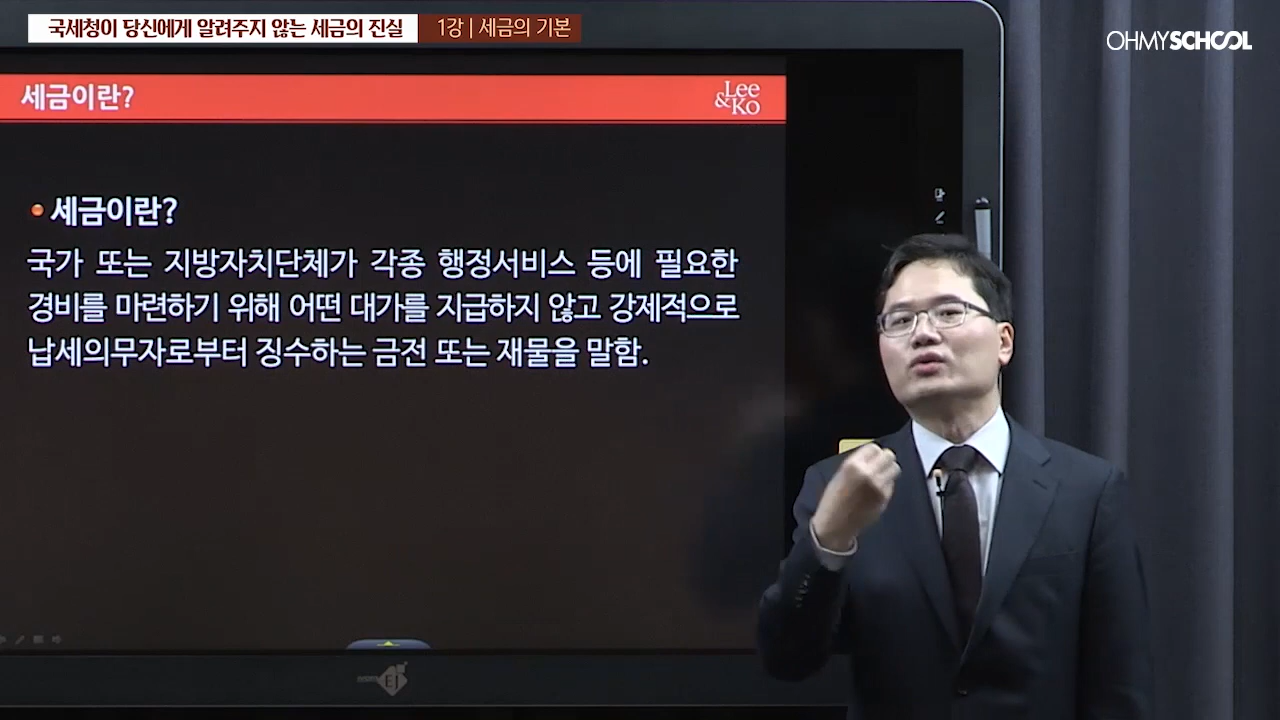 국세청이 당신에게 알려주지 않는 세금의 진실
1강 | 세금의 기본
OHMYSCHOOL
세금이란?
Lee
&Ko
세금이란?
국가 또는 지방자치단체가 각종 행정서비스 등에 필요한
경비를 마련하기 위해 어떤 대가를 지급하지 않고 강제적으로
납세의무자로부터 징수하는 금전 또는 재물을 말함.